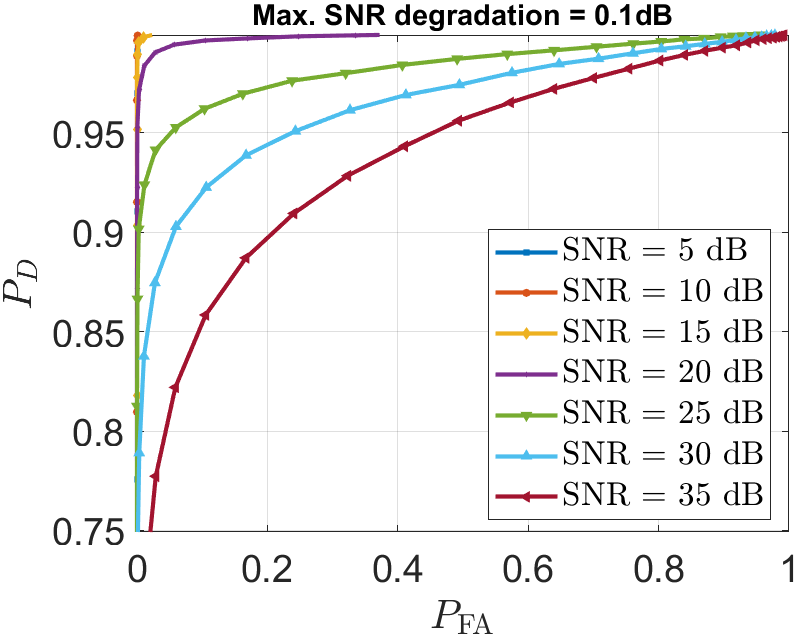 Max. SNR degradation = 0.1dB
0.95
0.9
0.85
0.8
0.75
P_D
SNR = 5 dB
SNR = 10 dB
SNR = 15 dB
SNR = 20 dB
SNR = 25 dB
SNR = 30 dB
SNR = 35 dB
0 0.2 0.4 0.6 0.8 1
P_FA